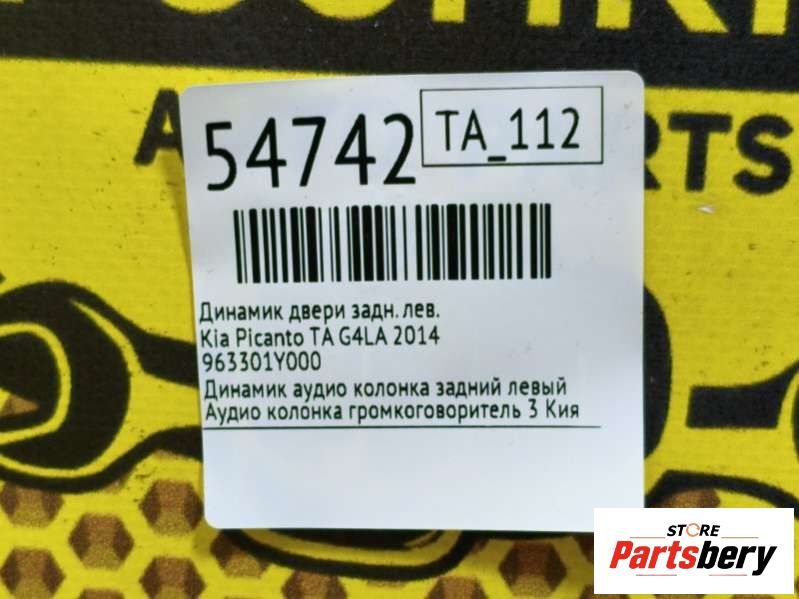 54742
TA_112
RTS
Динамик двери задн. лев.
Kia Picanto TA G4LA 2014
963301Y000
Динамик аудио колонка задний левый
Аудио колонка громкоговоритель 3 Кия
STORE
Partsbery